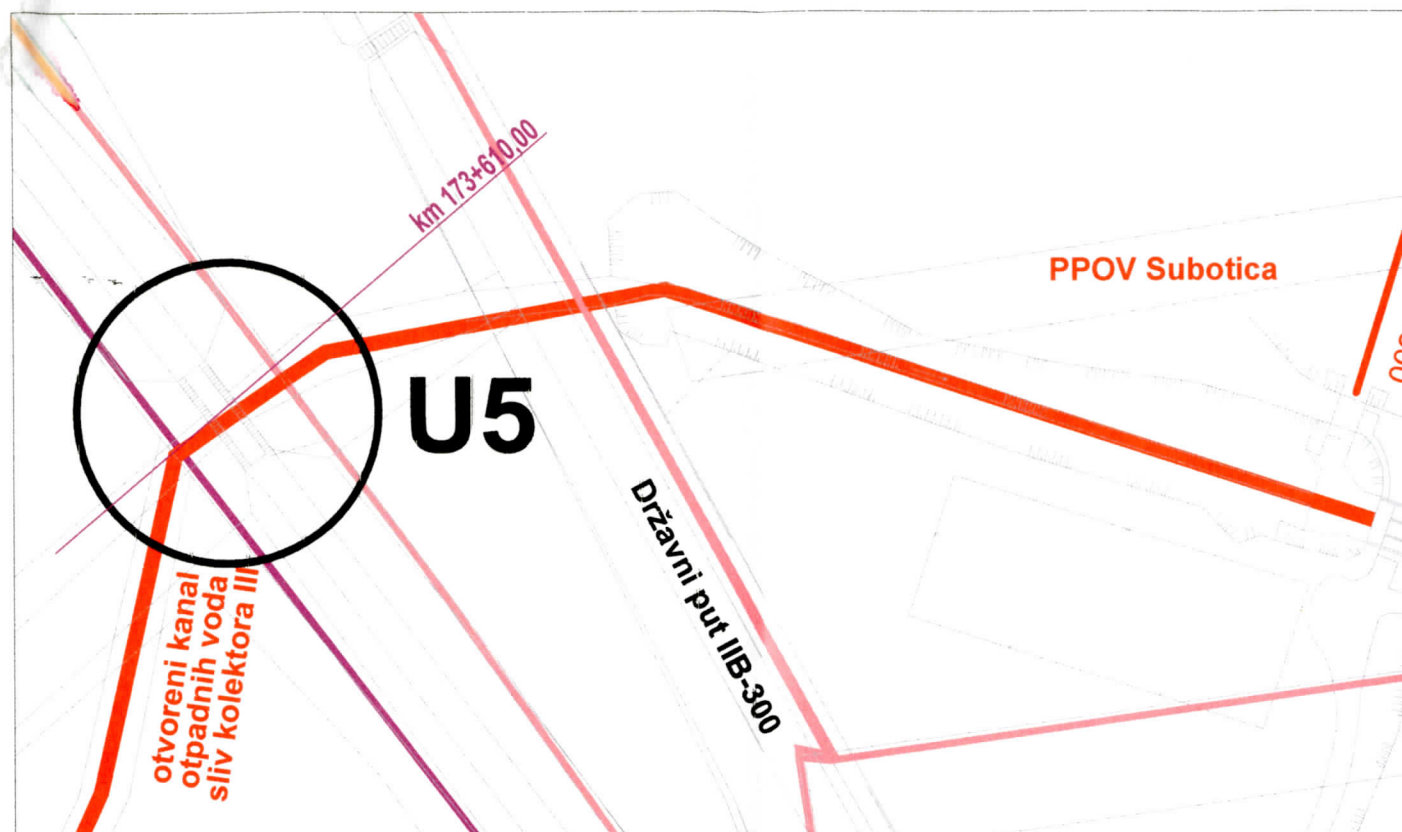 km 173+610,00
PPOV Subotica
U5
Državni put IIB-300
otvoreni kanal
otpadnih voda
sliv kolektora III